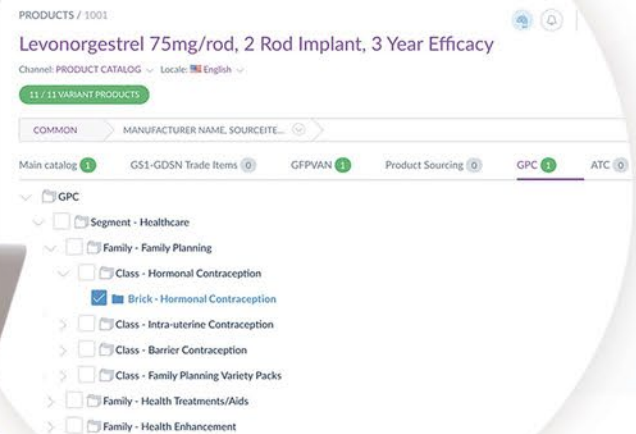 PRODUCTS / 1001
Levonorgestrel 75mg/rod, 2 Rod Implant, 3 Year Efficacy
Channel: PRODUCT CATALOG Locale: English
11 / 11 VARIANT PRODUCTS
COMMON MANUFACTURER NAME, SOURCEITE...
Main catalog 1 GS1-GDSN Trade Items 0 GFPVAN 1 Product Sourcing 0 GPC 1 ATC 0
GPC
Segment - Healthcare
Family - Family Planning
Class - Hormonal Contraception
Brick - Hormonal Contraception
Class - Intra-uterine Contraception
Class - Barrier Contraception
Class - Family Planning Variety Packs
Family - Health Treatments/Aids
Family - Health Enhancement